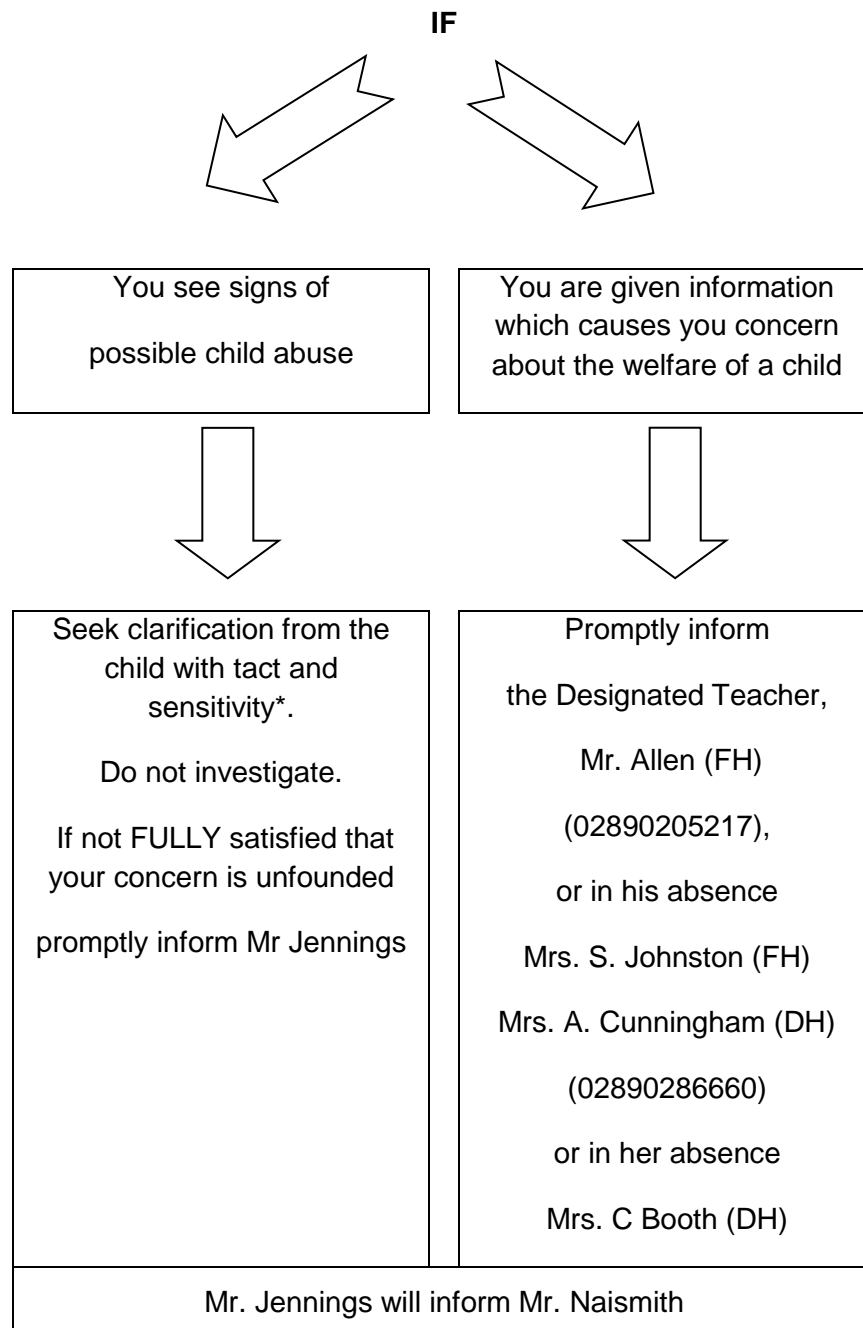 IF
You see signs of
possible child abuse
You are given information
which causes you concern
about the welfare of a child
Seek clarification from the
child with tact and
sensitivity*.
Do not investigate.
If not FULLY satisfied that
your concern is unfounded
promptly inform Mr Jennings
Promptly inform
the Designated Teacher,
Mr. Allen (FH)
(02890205217),
or in his absence
Mrs. S. Johnston (FH)
Mrs. A. Cunningham (DH)
(02890286660)
or in her absence
Mrs. C Booth (DH)
Mr. Jennings will inform Mr. Naismith